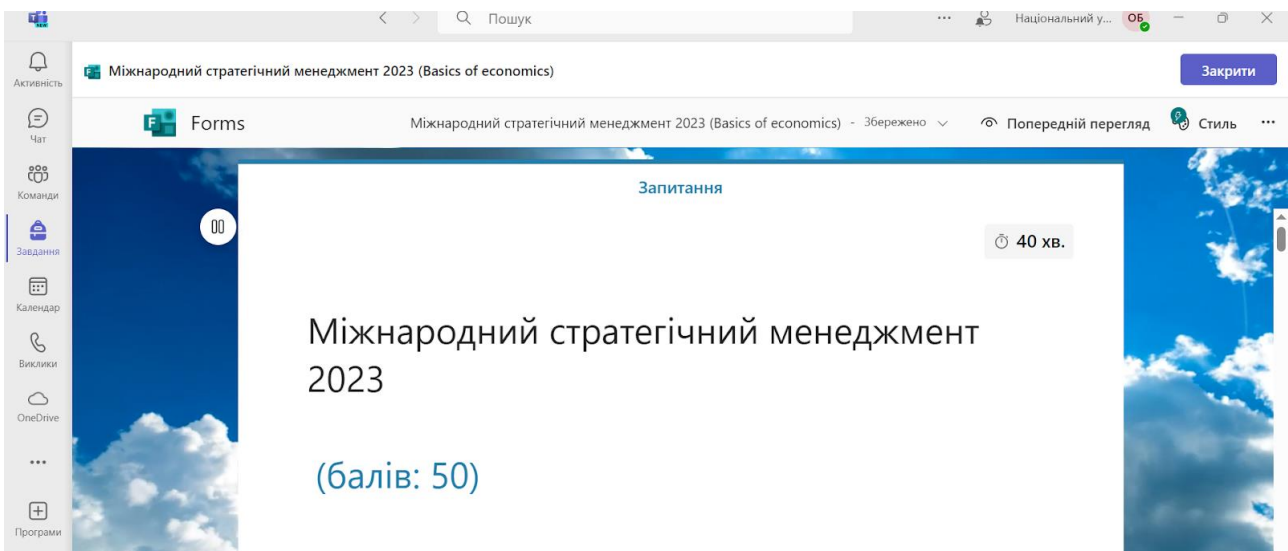 Пошук
Національний у...
ОБ
NEW
Активність
Чат
Команди
Завдання
Календар
Виклики
OneDrive
Програми
Міжнародний стратегічний менеджмент 2023 (Basics of economics)
Закрити
Forms
Міжнародний стратегічний менеджмент 2023 (Basics of economics) - Збережено
Попередній перегляд
Стиль
Запитання
40 хв.
Міжнародний стратегічний менеджмент
2023
(балів: 50)